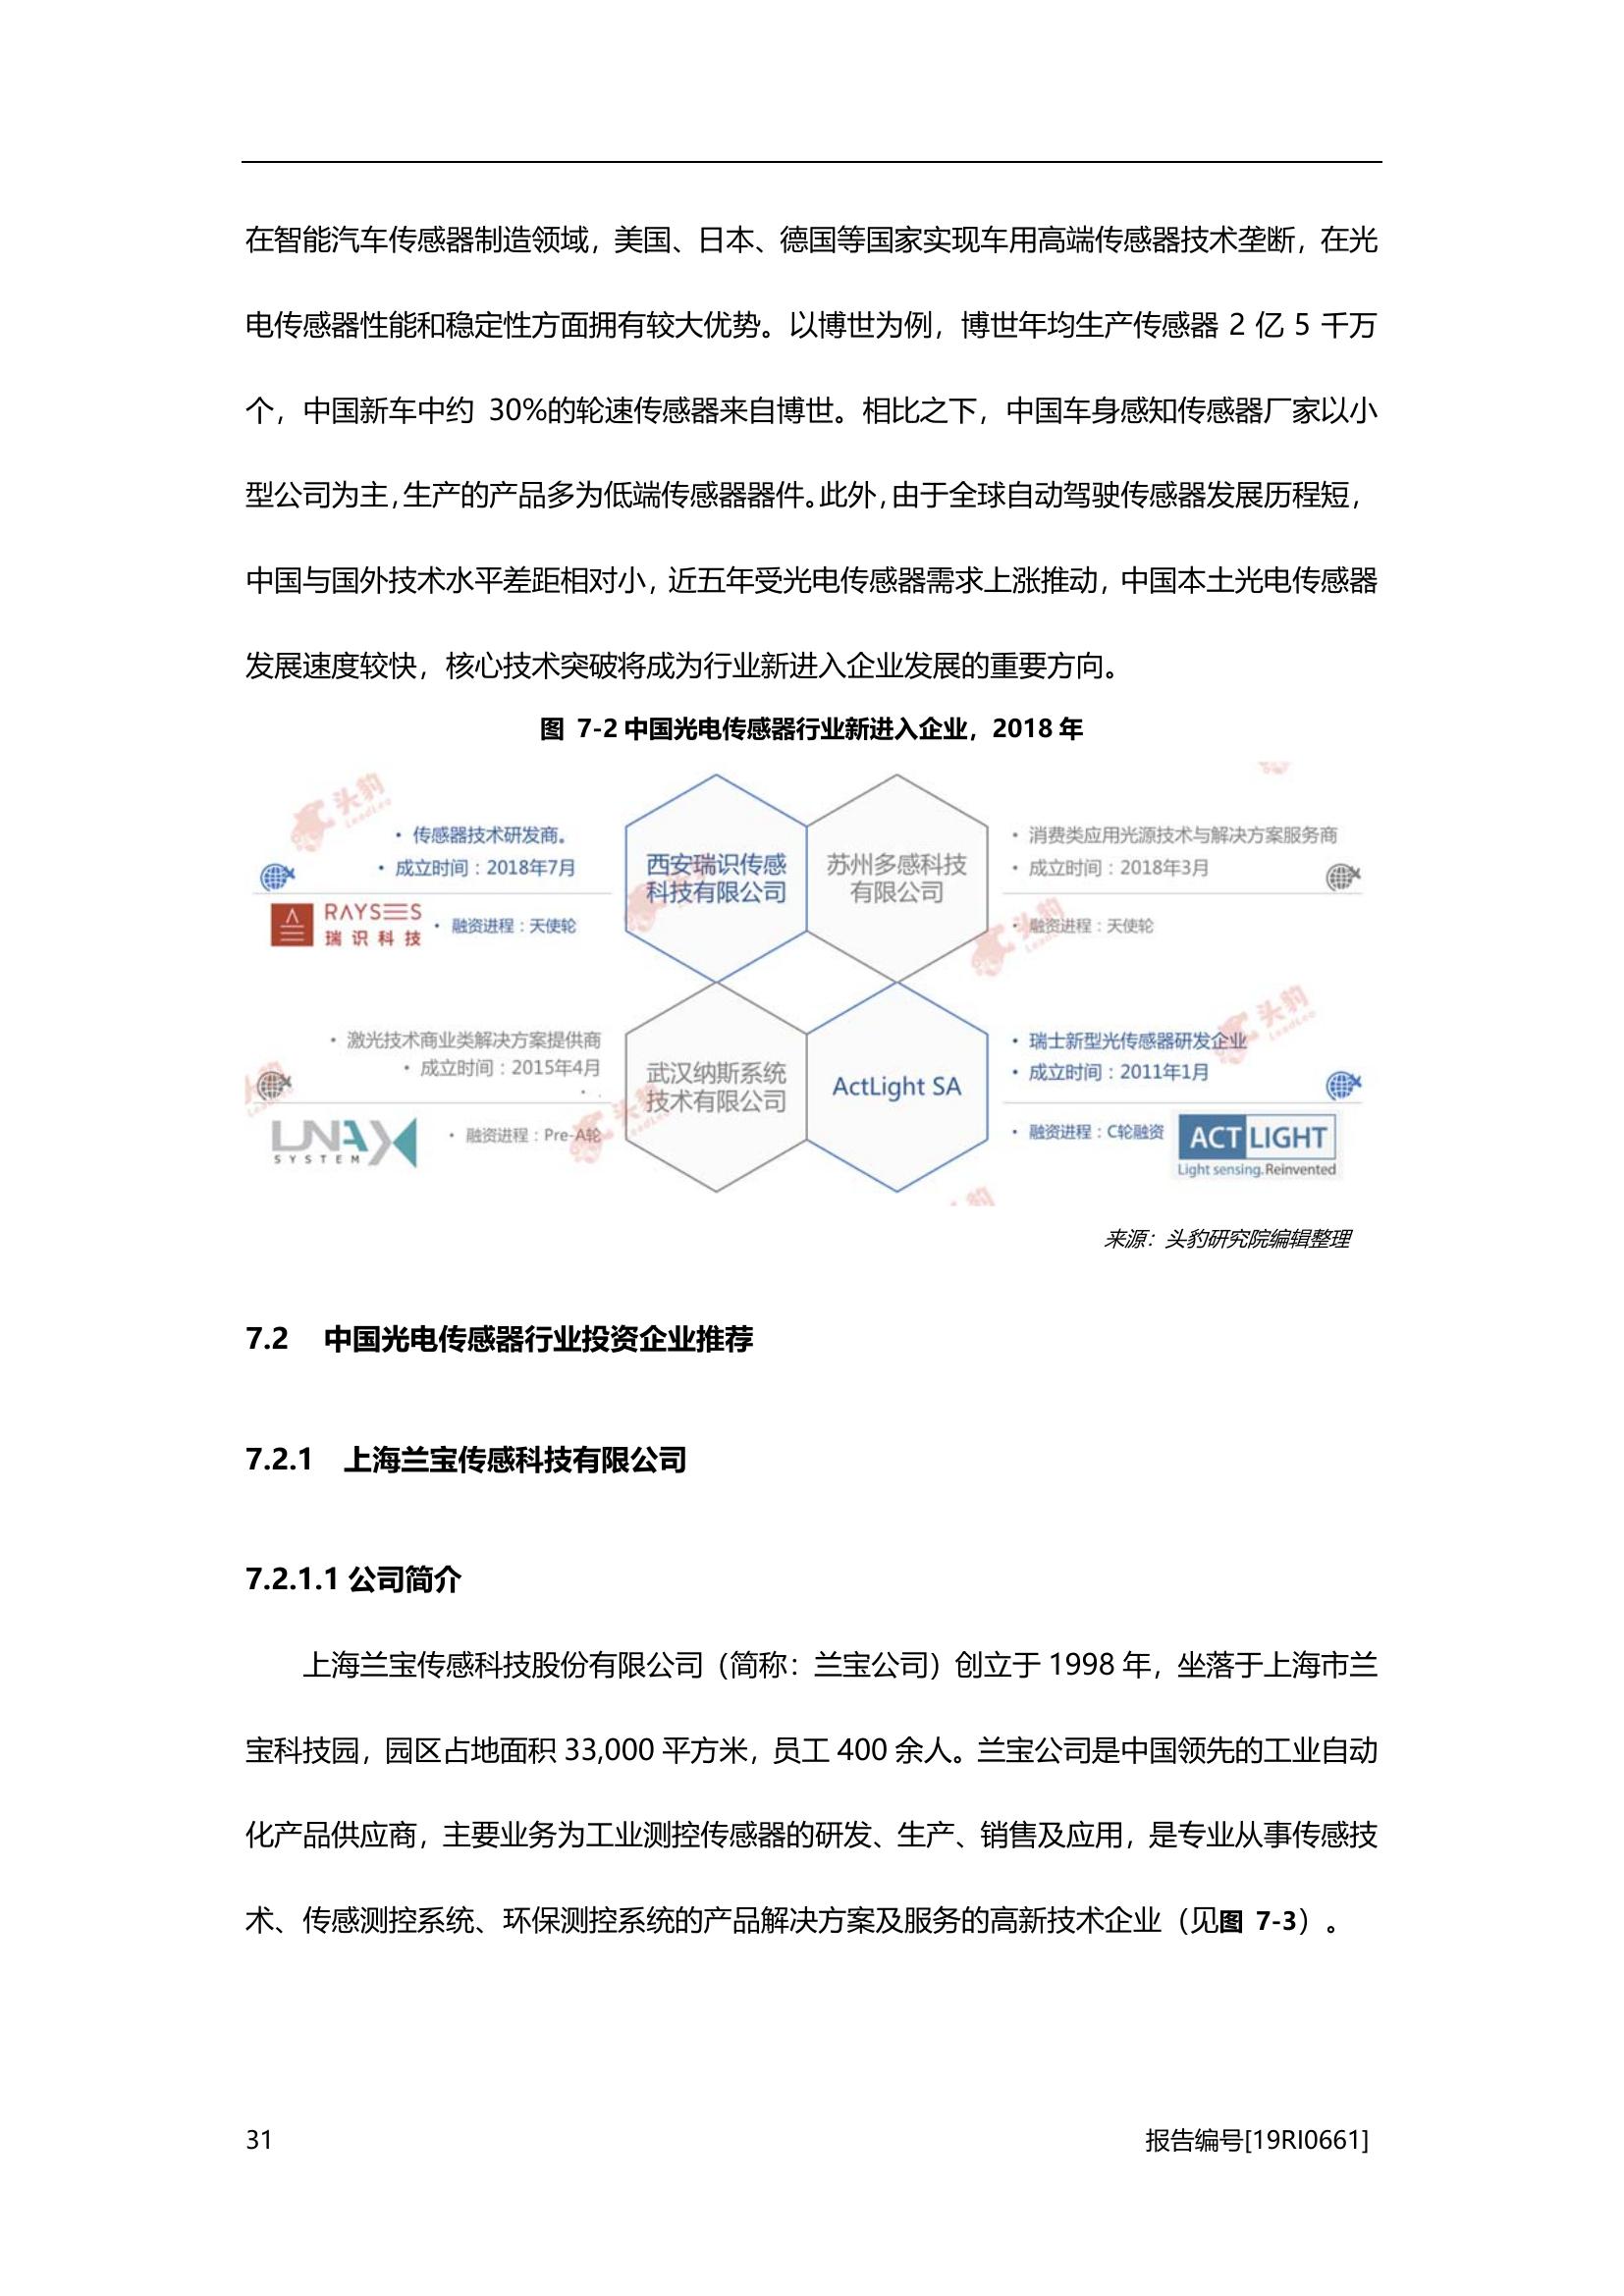 在智能汽车传感器制造领域，美国、日本、德国等国家实现车用高端传感器技术垄断，在光
电传感器性能和稳定性方面拥有较大优势。以博世为例，博世年均生产传感器 2 亿 5 千万
个，中国新车中约 30%的轮速传感器来自博世。相比之下，中国车身感知传感器厂家以小
型公司为主，生产的产品多为低端传感器器件。此外，由于全球自动驾驶传感器发展历程短，
中国与国外技术水平差距相对小，近五年受光电传感器需求上涨推动，中国本土光电传感器
发展速度较快，核心技术突破将成为行业新进入企业发展的重要方向。
图 7-2 中国光电传感器行业新进入企业，2018 年
• 传感器技术研发商。
• 成立时间：2018年7月
RAYSEES
瑞识科技
• 融资进程：天使轮
西安瑞识传感
科技有限公司
苏州多感科技
有限公司
• 消费类应用光源技术与解决方案服务商
• 成立时间：2018年3月
• 融资进程：天使轮
• 激光技术商业类解决方案提供商
• 成立时间：2015年4月
LNAX
SYSTEM
• 融资进程：Pre-A轮
武汉纳斯系统
技术有限公司
ActLight SA
• 瑞士新型光传感器研发企业
• 成立时间：2011年1月
• 融资进程：C轮融资
ACTLIGHT
Light sensing.Reinvented
头豹
LeadLeo
来源：头豹研究院编辑整理
7.2 中国光电传感器行业投资企业推荐
7.2.1 上海兰宝传感科技有限公司
7.2.1.1 公司简介
上海兰宝传感科技股份有限公司（简称：兰宝公司）创立于 1998 年，坐落于上海市兰
宝科技园，园区占地面积 33,000 平方米，员工 400 余人。兰宝公司是中国领先的工业自动
化产品供应商，主要业务为工业测控传感器的研发、生产、销售及应用，是专业从事传感技
术、传感测控系统、环保测控系统的产品解决方案及服务的高新技术企业（见图 7-3）。
31
报告编号[19RI0661]